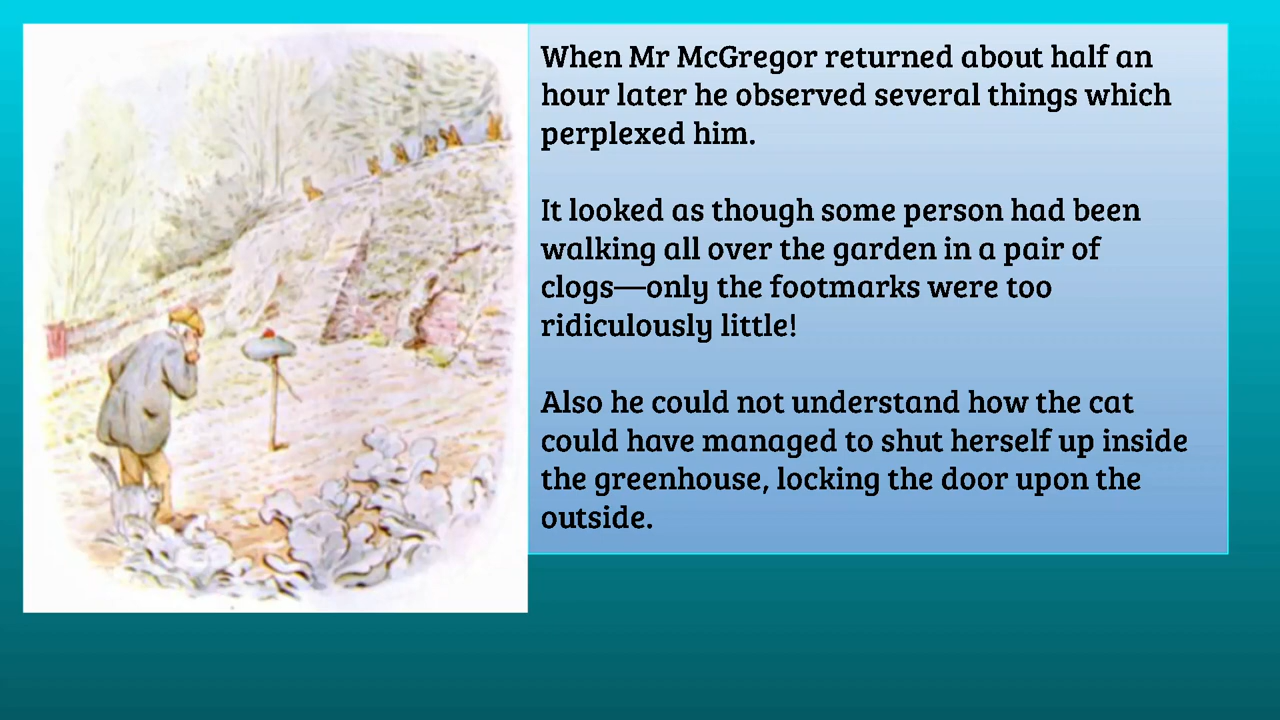 When Mr McGregor returned about half an
hour later he observed several things which
perplexed him.
It looked as though some person had been
walking all over the garden in a pair of
clogs—only the footmarks were too
ridiculously little!
Also he could not understand how the cat
could have managed to shut herself up inside
the greenhouse, locking the door upon the
outside.